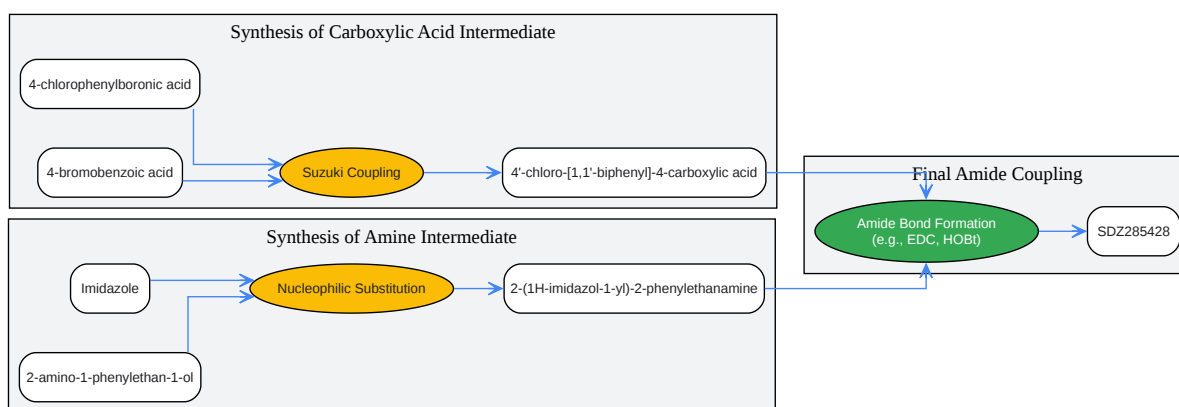 Synthesis of Carboxylic Acid Intermediate
4-chlorophenylboronic acid
4-bromobenzoic acid
Suzuki Coupling
4'-chloro-[1,1'-biphenyl]-4-carboxylic acid
Synthesis of Amine Intermediate
Imidazole
Nucleophilic Substitution
2-(1H-imidazol-1-yl)-2-phenylethanamine
2-amino-1-phenylethan-1-ol
Final Amide Coupling
Amide Bond Formation
(e.g., EDC, HOBt)
SDZ285428